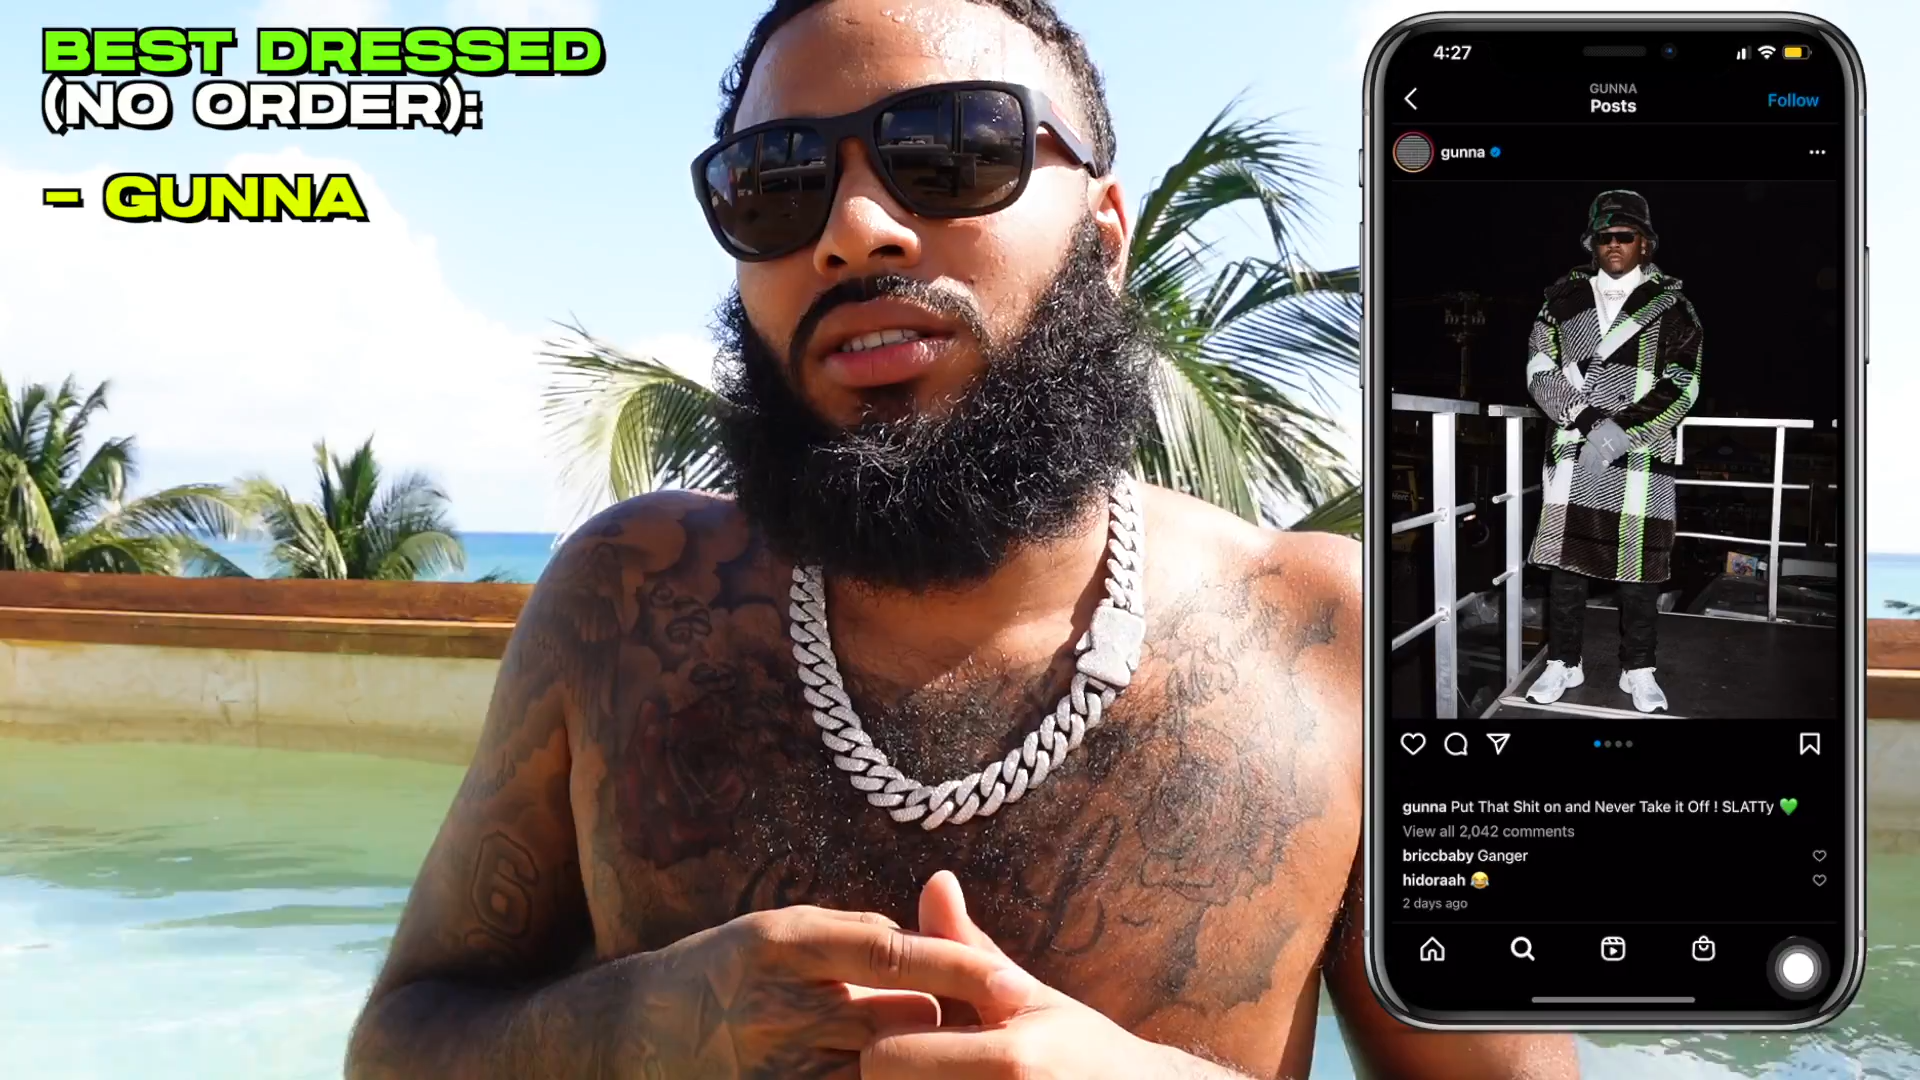 BEST DRESSED
(NO ORDER):
- GUNNA
4:27
GUNNA
Posts
Follow
gunna
gunna Put That Shit on and Never Take it Off ! SLATTy 💚
View all 2,042 comments
briccbaby Ganger
hidoraah 😂
2 days ago